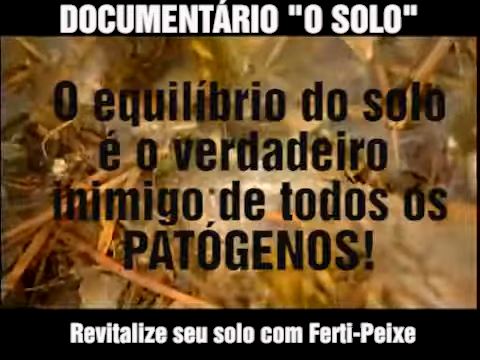 DOCUMENTÁRIO "O SOLO"
O equilíbrio do solo
é o verdadeiro
inimigo de todos os
PATÓGENOS!
Revitalize seu solo com Ferti-Peixe